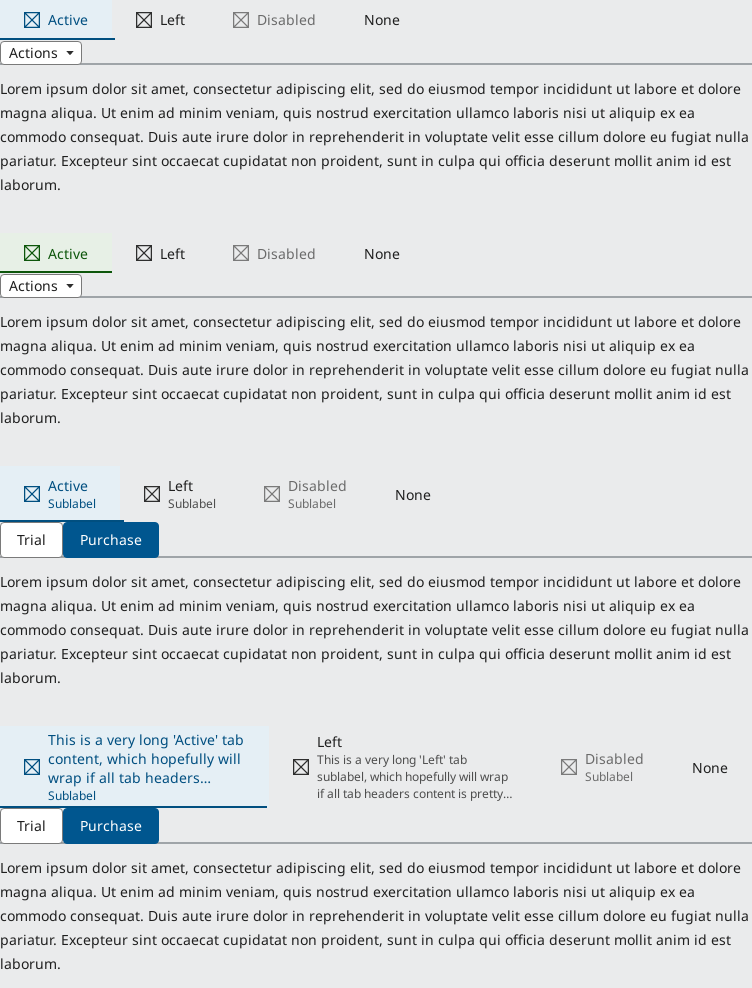 Active Left Disabled None
Actions
Lorem ipsum dolor sit amet, consectetur adipiscing elit, sed do eiusmod tempor incididunt ut labore et dolore
magna aliqua. Ut enim ad minim veniam, quis nostrud exercitation ullamco laboris nisi ut aliquip ex ea
commodo consequat. Duis aute irure dolor in reprehenderit in voluptate velit esse cillum dolore eu fugiat nulla
pariatur. Excepteur sint occaecat cupidatat non proident, sunt in culpa qui officia deserunt mollit anim id est
laborum.
Active Left Disabled None
Actions
Lorem ipsum dolor sit amet, consectetur adipiscing elit, sed do eiusmod tempor incididunt ut labore et dolore
magna aliqua. Ut enim ad minim veniam, quis nostrud exercitation ullamco laboris nisi ut aliquip ex ea
commodo consequat. Duis aute irure dolor in reprehenderit in voluptate velit esse cillum dolore eu fugiat nulla
pariatur. Excepteur sint occaecat cupidatat non proident, sunt in culpa qui officia deserunt mollit anim id est
laborum.
Active
Sublabel
Left
Sublabel
Disabled
Sublabel
None
Trial Purchase
Lorem ipsum dolor sit amet, consectetur adipiscing elit, sed do eiusmod tempor incididunt ut labore et dolore
magna aliqua. Ut enim ad minim veniam, quis nostrud exercitation ullamco laboris nisi ut aliquip ex ea
commodo consequat. Duis aute irure dolor in reprehenderit in voluptate velit esse cillum dolore eu fugiat nulla
pariatur. Excepteur sint occaecat cupidatat non proident, sunt in culpa qui officia deserunt mollit anim id est
laborum.
This is a very long 'Active' tab
content, which hopefully will
wrap if all tab headers...
Sublabel
Left
This is a very long 'Left' tab
sublabel, which hopefully will wrap
if all tab headers content is pretty...
Disabled
Sublabel
None
Trial Purchase
Lorem ipsum dolor sit amet, consectetur adipiscing elit, sed do eiusmod tempor incididunt ut labore et dolore
magna aliqua. Ut enim ad minim veniam, quis nostrud exercitation ullamco laboris nisi ut aliquip ex ea
commodo consequat. Duis aute irure dolor in reprehenderit in voluptate velit esse cillum dolore eu fugiat nulla
pariatur. Excepteur sint occaecat cupidatat non proident, sunt in culpa qui officia deserunt mollit anim id est
laborum.